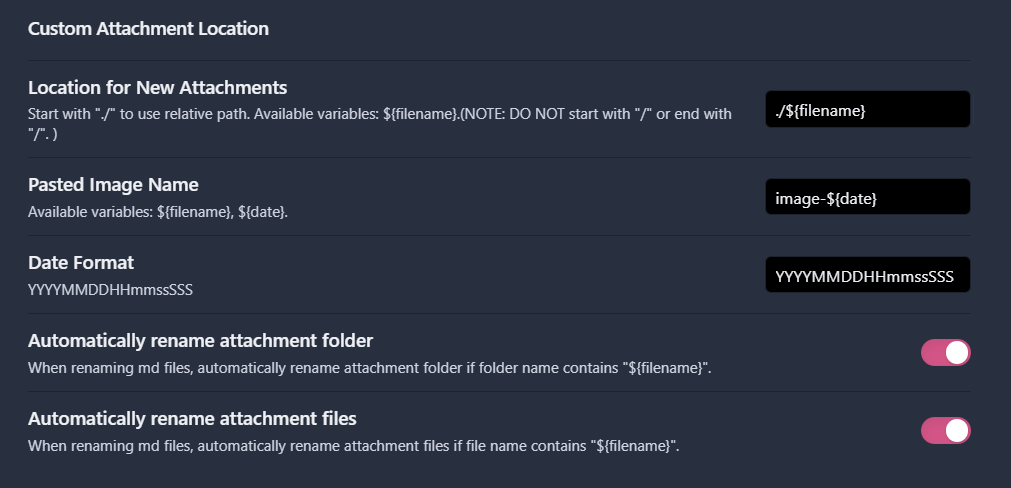 Custom Attachment Location
Location for New Attachments
Start with "./" to use relative path. Available variables: ${filename}.(NOTE: DO NOT start with "/" or end with
"/". )
./${filename}
Pasted Image Name
Available variables: ${filename}, ${date}.
image-${date}
Date Format
YYYYMMDDHHmmssSSS
YYYYMMDDHHmmssSSS
Automatically rename attachment folder
When renaming md files, automatically rename attachment folder if folder name contains "${filename}".
Automatically rename attachment files
When renaming md files, automatically rename attachment files if file name contains "${filename}".